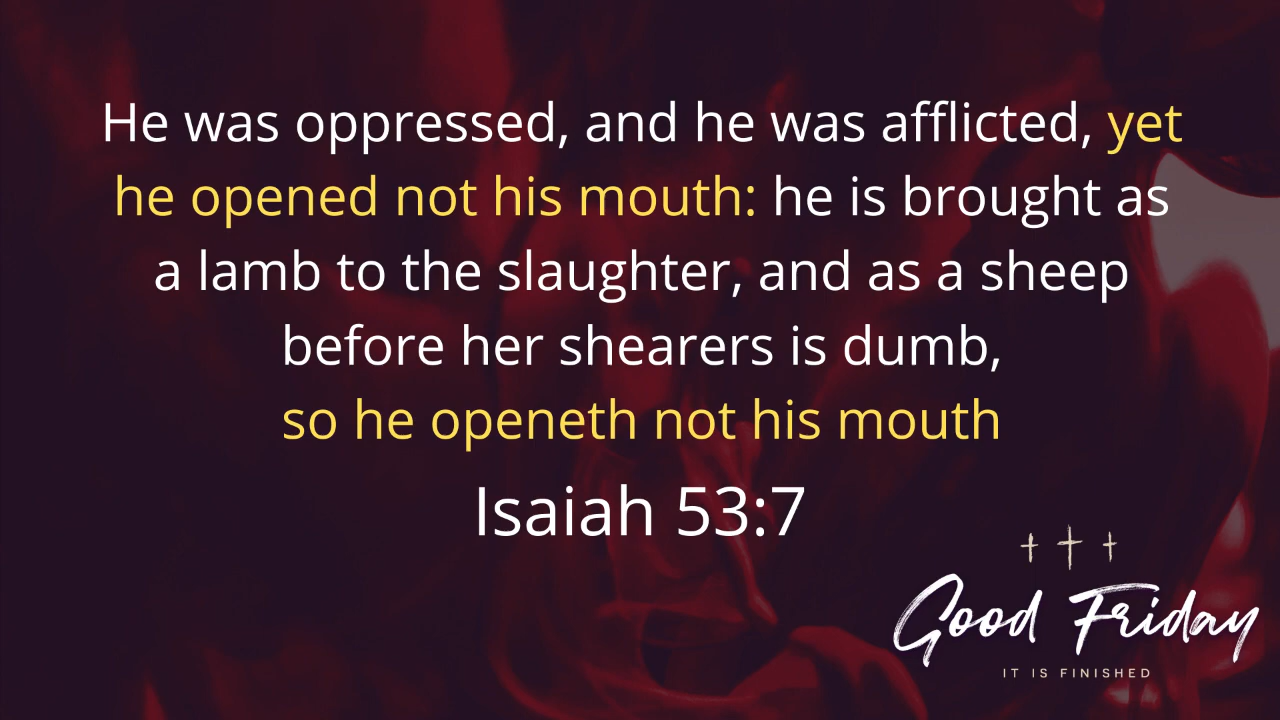 He was oppressed, and he was afflicted, yet
he opened not his mouth: he is brought as
a lamb to the slaughter, and as a sheep
before her shearers is dumb,
so he openeth not his mouth
Isaiah 53:7
Good Friday
IT IS FINISHED